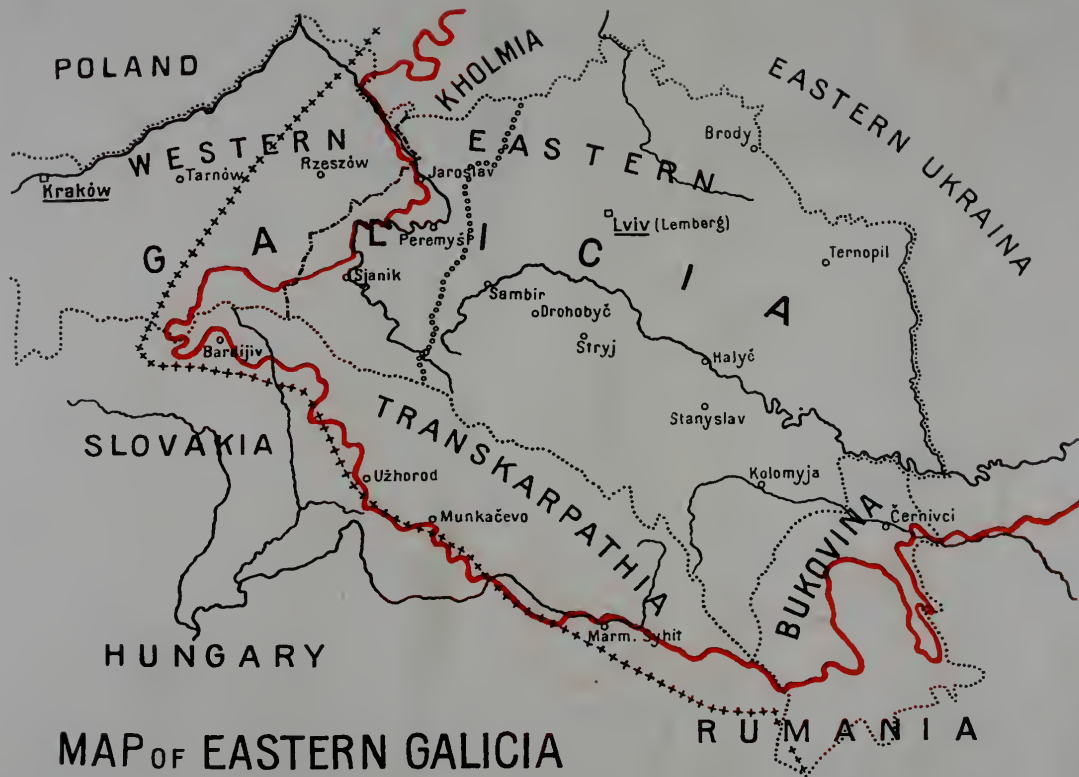 POLAND
KHOLMIA
EASTERN UKRAINA
WESTERN
EASTERN
GALICIA
Kraków
Tarnów
Rzeszów
Jaroslav
Peremyšl
Sjanik
Brody
Lviv (Lemberg)
Ternopil
Sambir
Drohobyč
Stryj
Halyč
Stanyslav
Bardijiv
SLOVAKIA
TRANSKARPATHIA
Užhorod
Munkačevo
Kolomyja
Černivci
BUKOVINA
Marm. Syhit
HUNGARY
RUMANIA
MAP OF EASTERN GALICIA